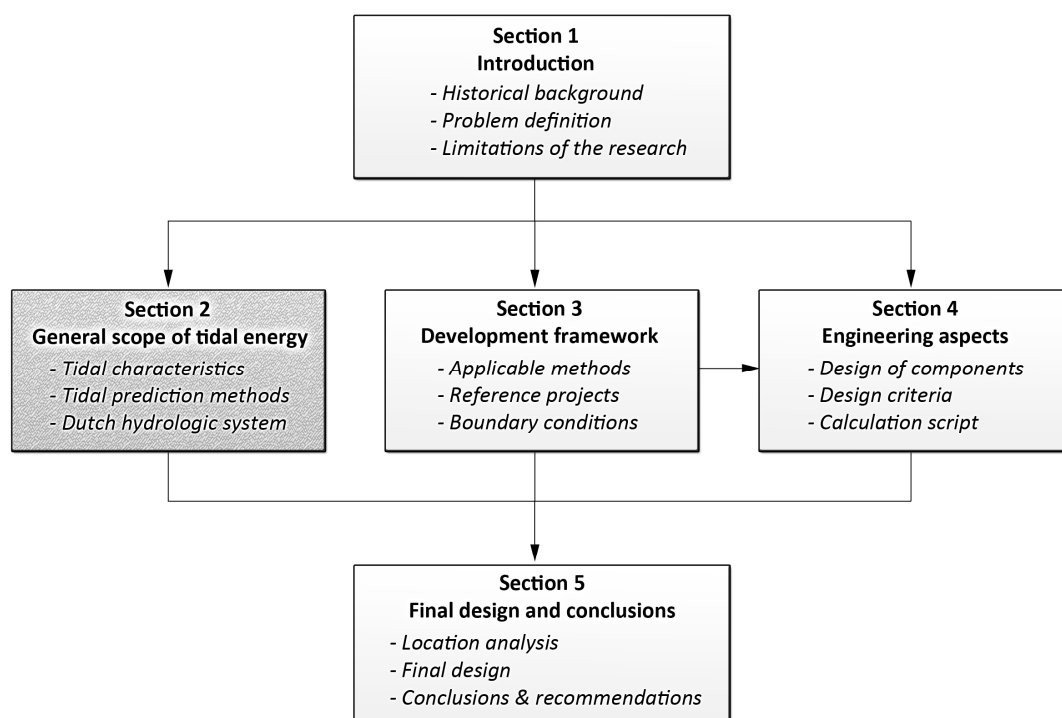 Section 1
Introduction
- Historical background
- Problem definition
- Limitations of the research
Section 2
General scope of tidal energy
- Tidal characteristics
- Tidal prediction methods
- Dutch hydrologic system
Section 3
Development framework
- Applicable methods
- Reference projects
- Boundary conditions
Section 4
Engineering aspects
- Design of components
- Design criteria
- Calculation script
Section 5
Final design and conclusions
- Location analysis
- Final design
- Conclusions & recommendations